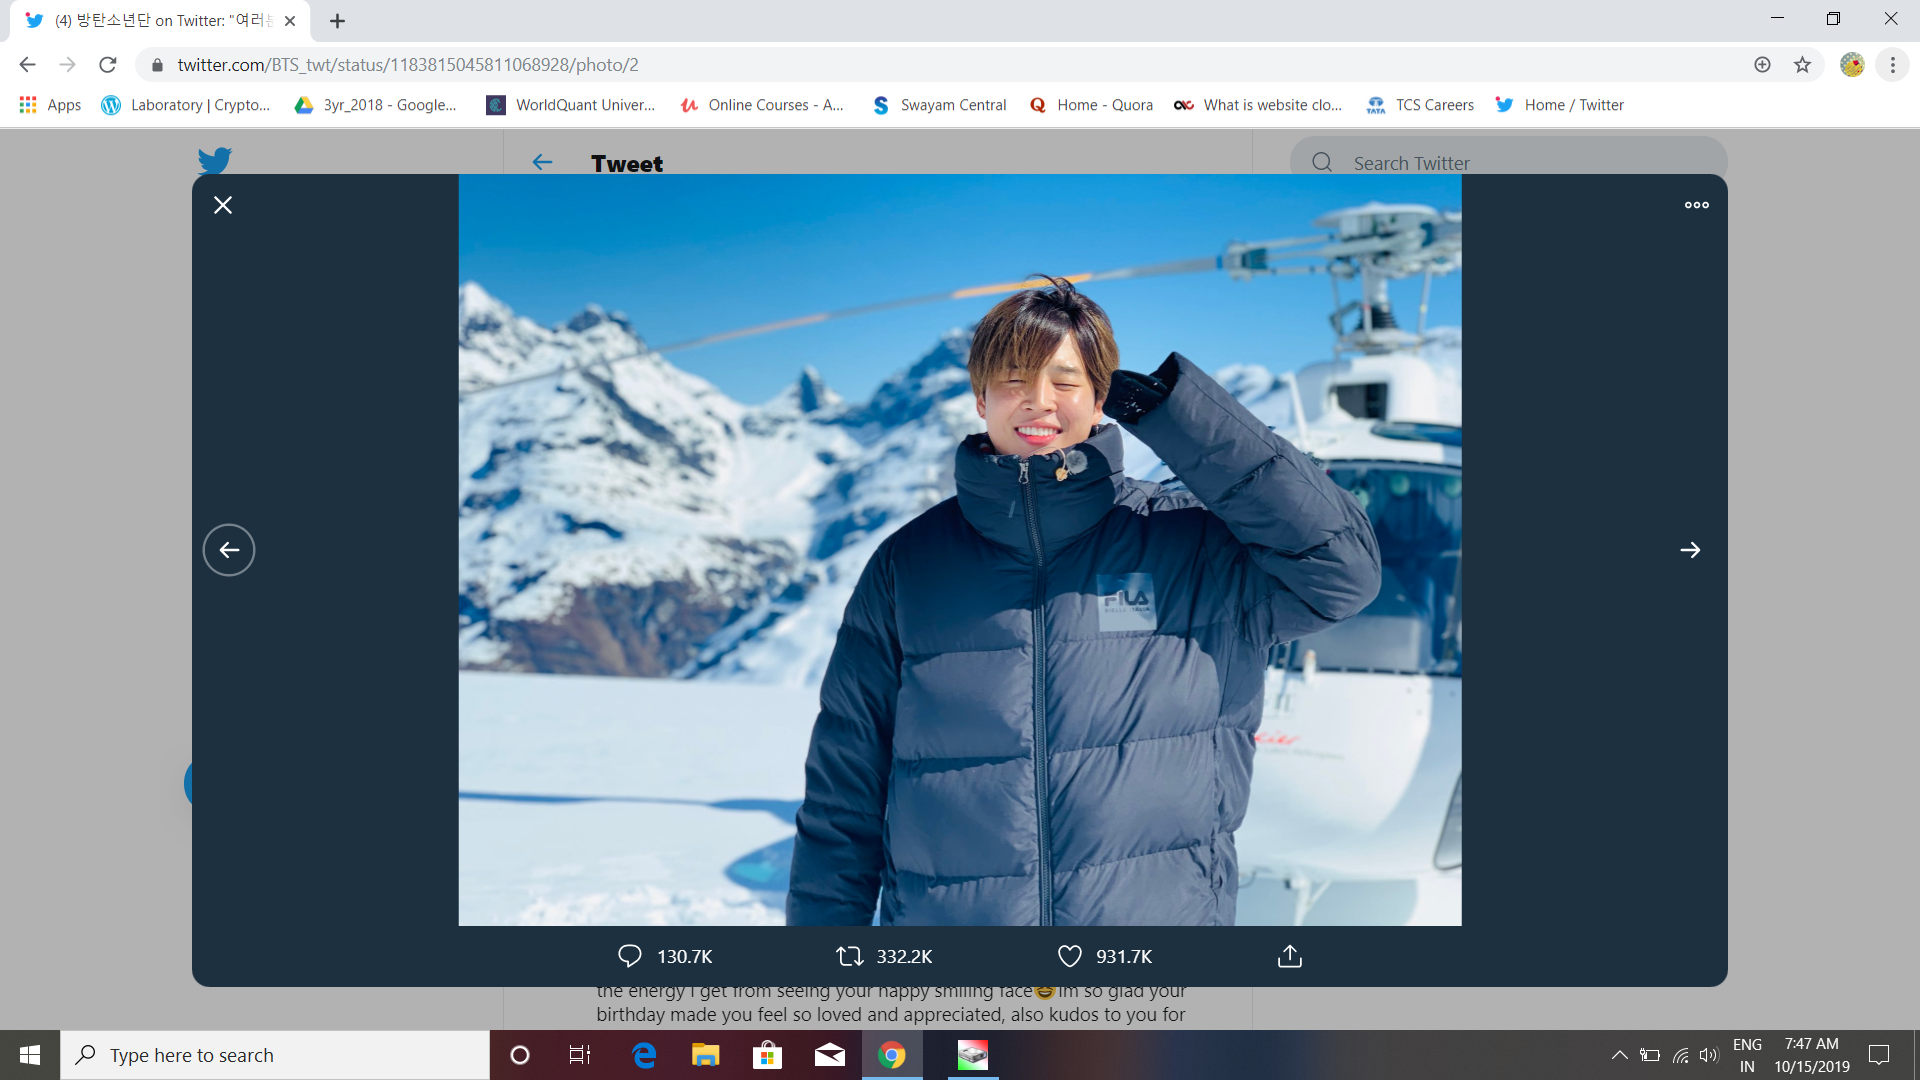 (4) 방탄소년단 on Twitter: "여러분
twitter.com/BTS_twt/status/1183815045811068928/photo/2
Apps
Laboratory | Crypto...
3yr_2018 - Google...
WorldQuant Univer...
Online Courses - A...
Swayam Central
Home - Quora
What is website clo...
TATA
TCS Careers
Home / Twitter
Tweet
Search Twitter
FILA
130.7K
332.2K
931.7K
the energy I get from seeing your happy smiling face😆Im so glad your
birthday made you feel so loved and appreciated, also kudos to you for
Type here to search
ENG
IN
7:47 AM
10/15/2019